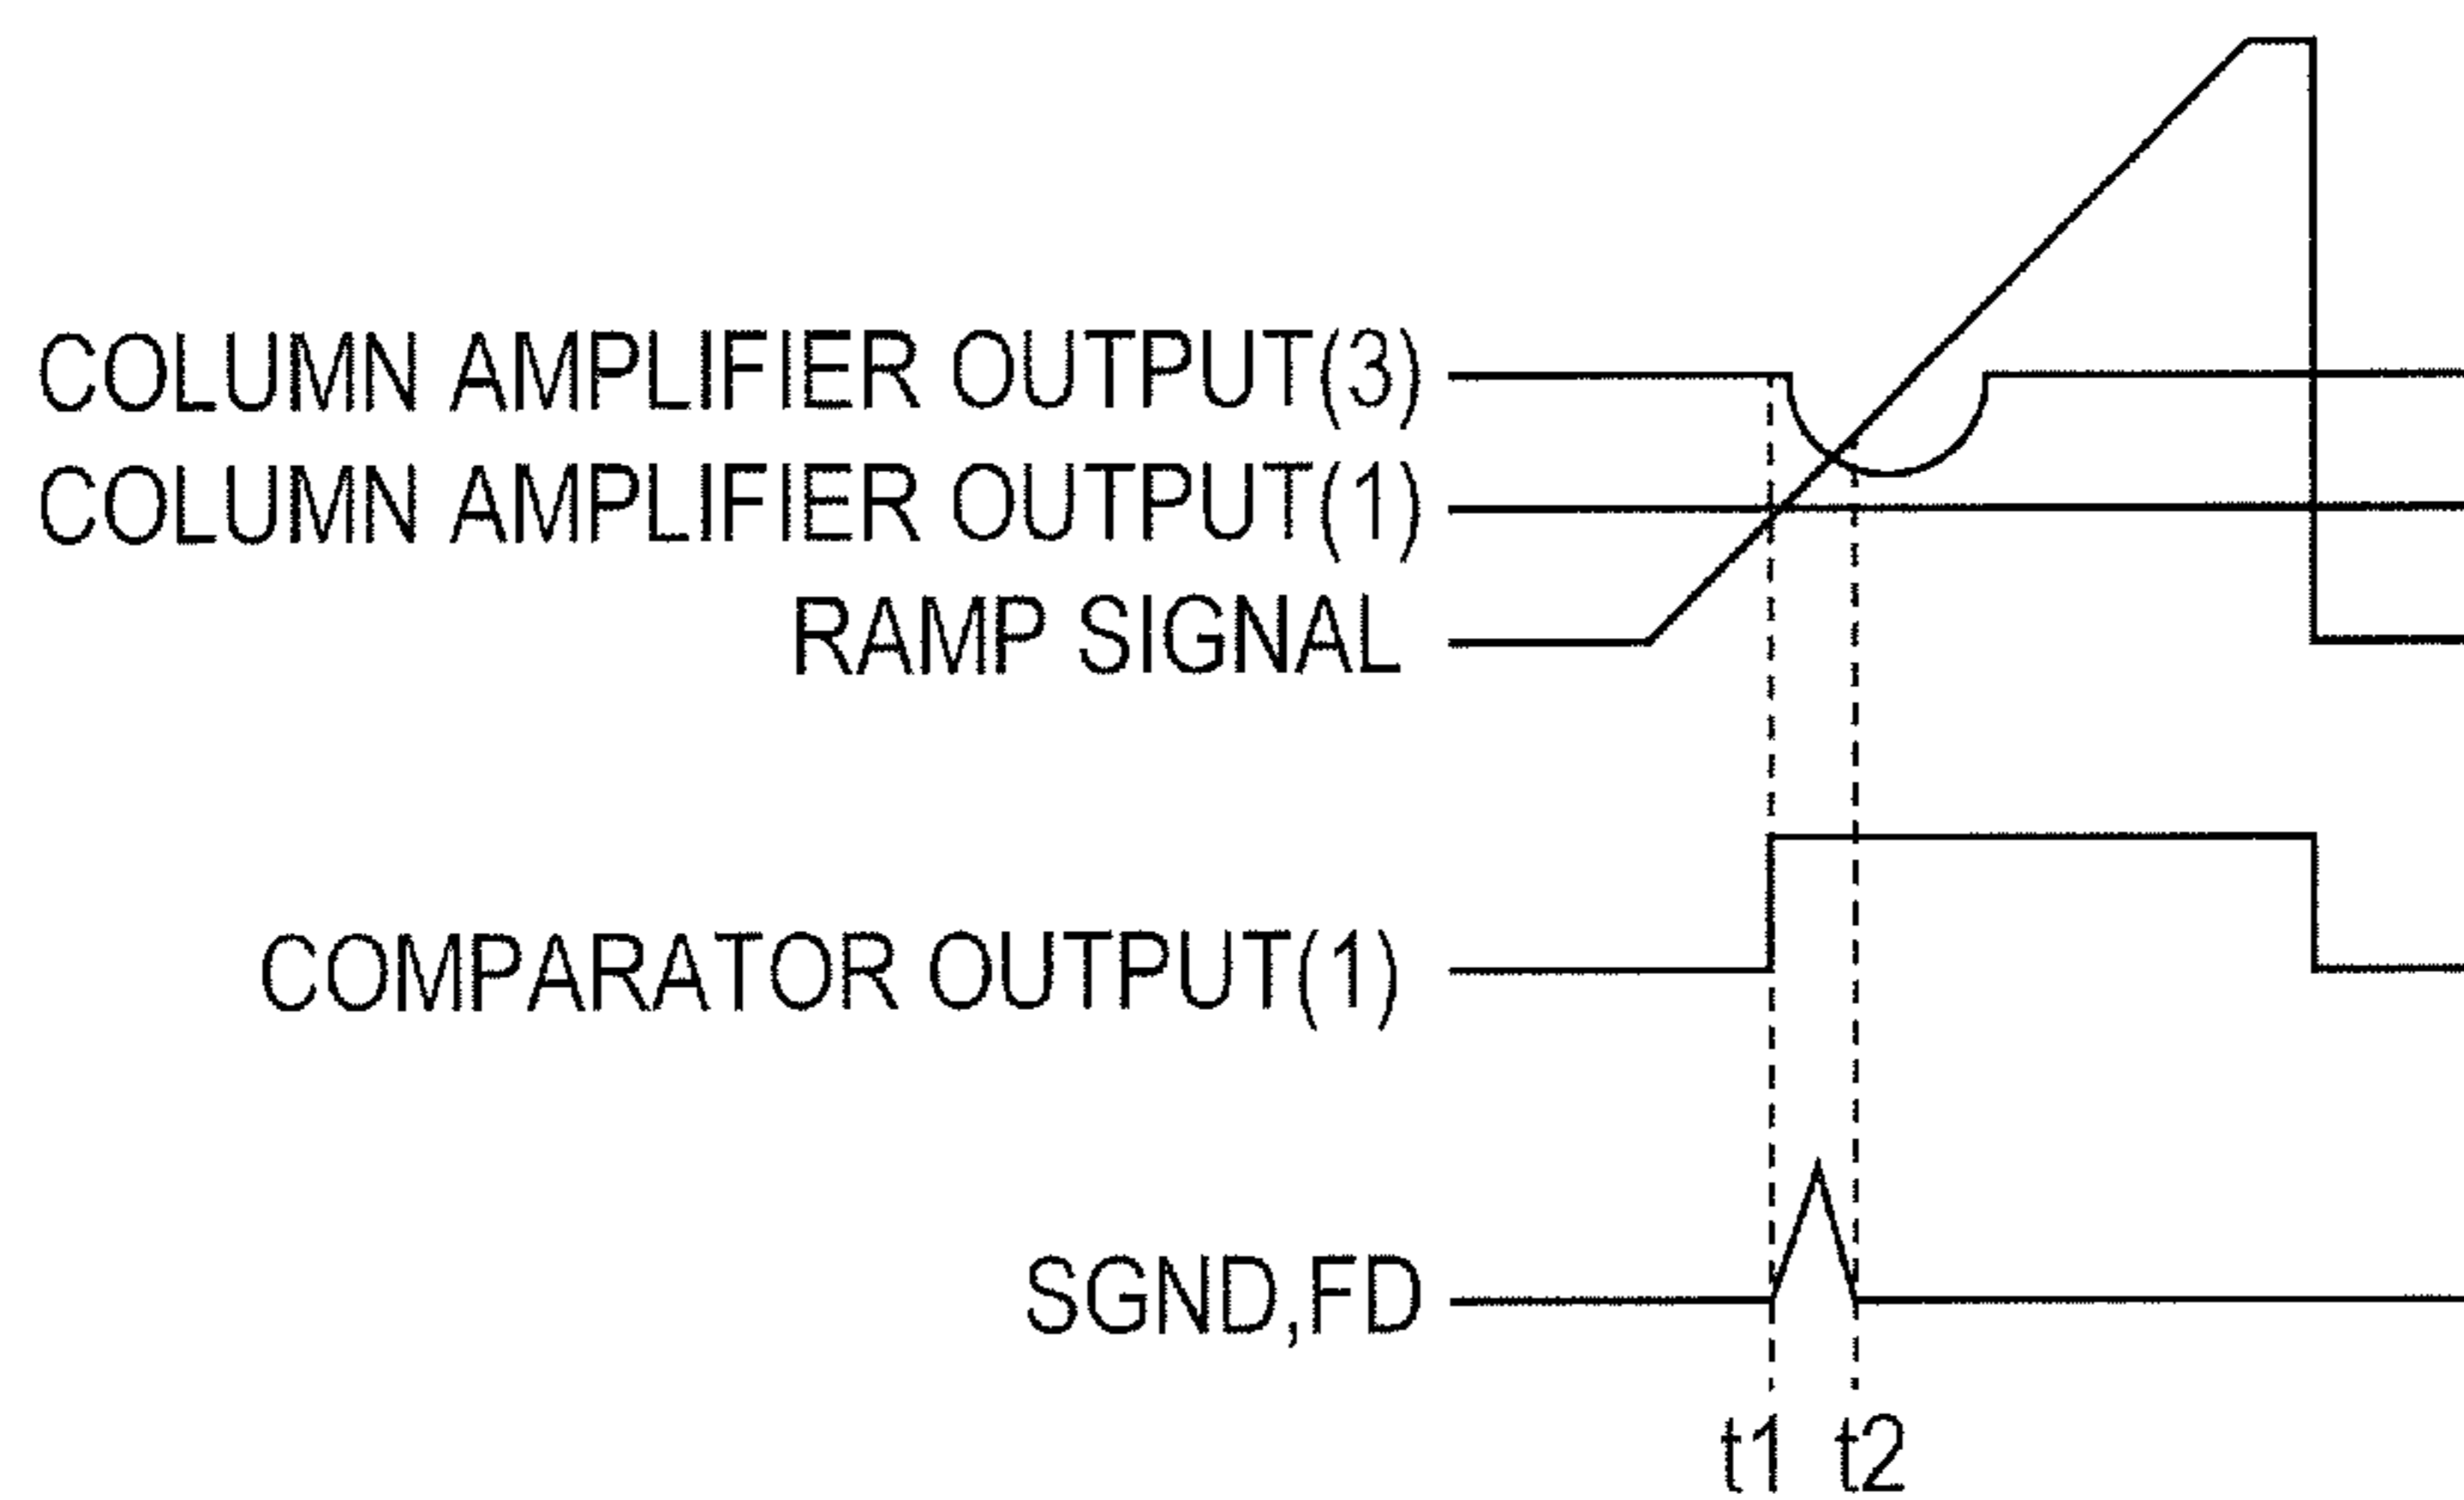 COLUMN AMPLIFIER OUTPUT(3)
COLUMN AMPLIFIER OUTPUT(1)
RAMP SIGNAL
COMPARATOR OUTPUT(1)
SGND,FD
t1 t2